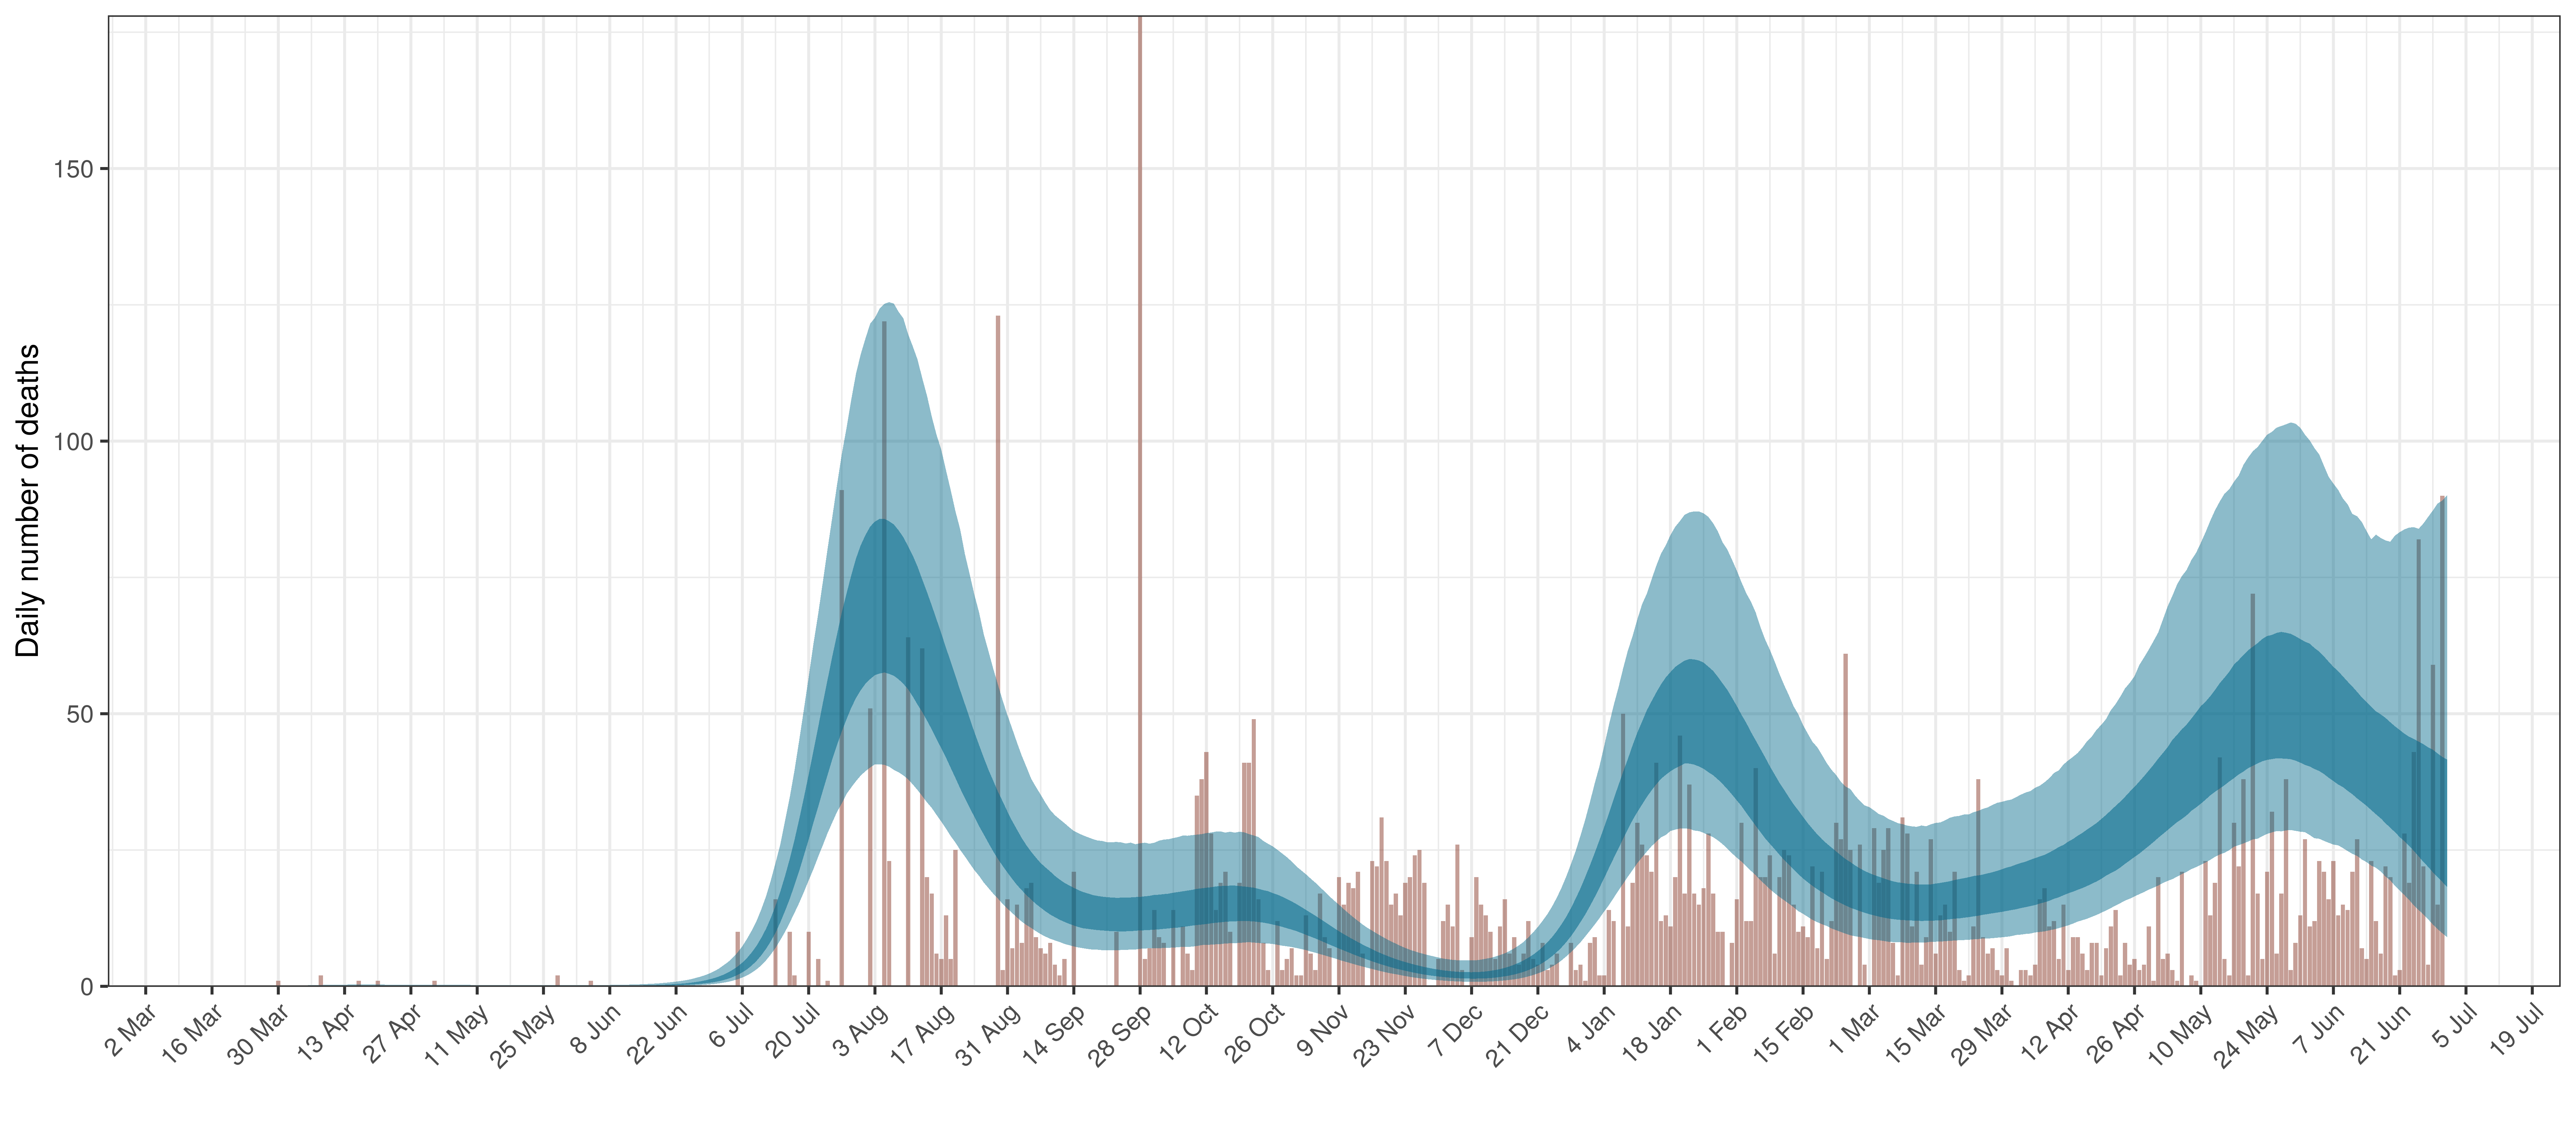 Daily number of deaths
150
100
50
0
2 Mar
16 Mar
30 Mar
13 Apr
27 Apr
11 May
25 May
8 Jun
22 Jun
6 Jul
20 Jul
3 Aug
17 Aug
31 Aug
14 Sep
28 Sep
12 Oct
26 Oct
9 Nov
23 Nov
7 Dec
21 Dec
4 Jan
18 Jan
1 Feb
15 Feb
1 Mar
15 Mar
29 Mar
12 Apr
26 Apr
10 May
24 May
7 Jun
21 Jun
5 Jul
19 Jul